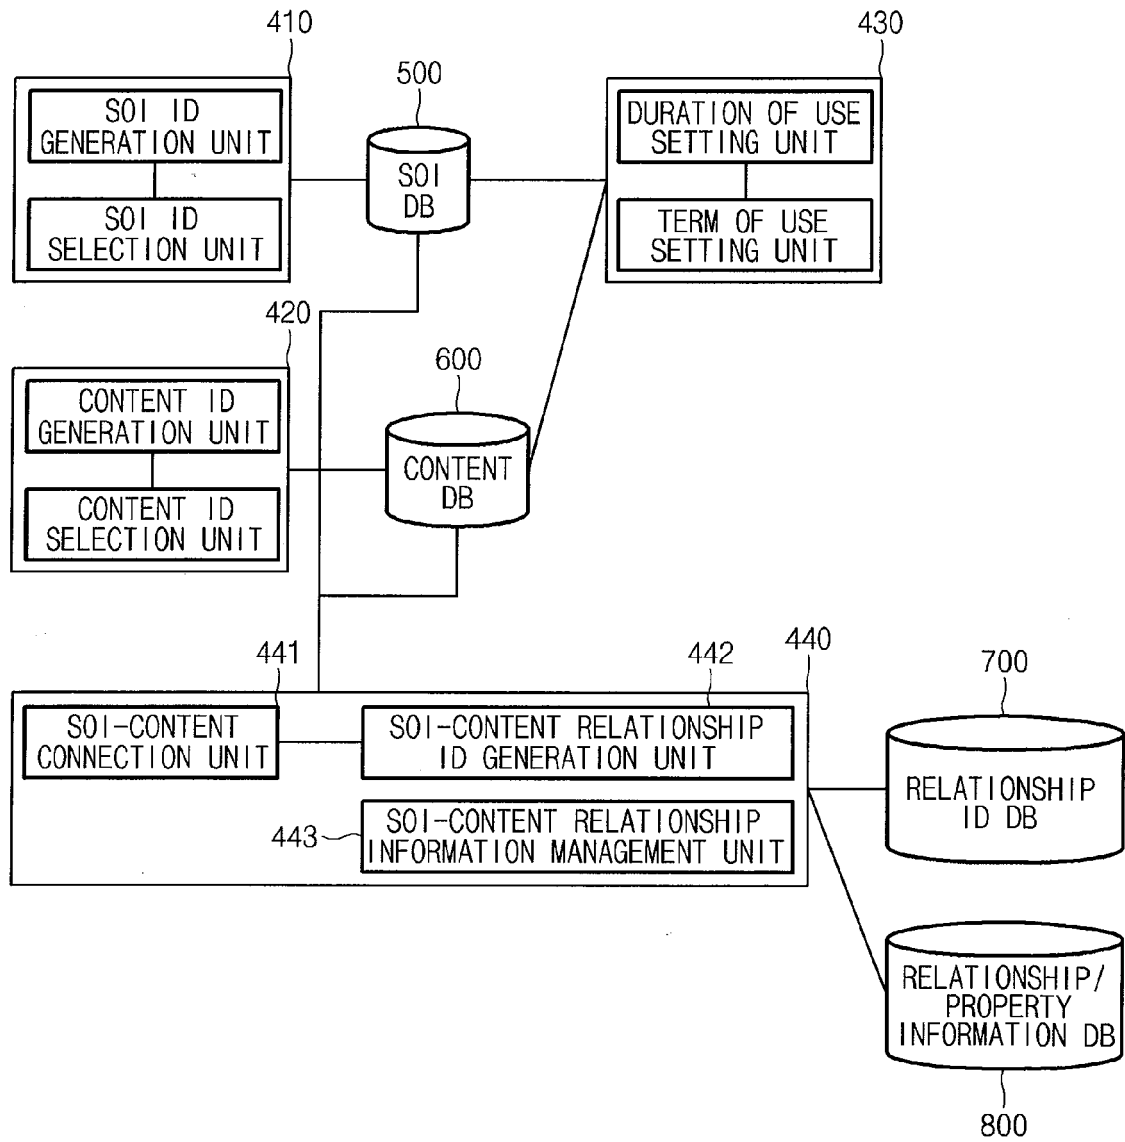 410
SOI ID
GENERATION UNIT
SOI ID
SELECTION UNIT
500
SOI
DB
430
DURATION OF USE
SETTING UNIT
TERM OF USE
SETTING UNIT
420
CONTENT ID
GENERATION UNIT
CONTENT ID
SELECTION UNIT
600
CONTENT
DB
441
442
440
SOI-CONTENT
CONNECTION UNIT
SOI-CONTENT RELATIONSHIP
ID GENERATION UNIT
443
SOI-CONTENT RELATIONSHIP
INFORMATION MANAGEMENT UNIT
700
RELATIONSHIP
ID DB
RELATIONSHIP/
PROPERTY
INFORMATION DB
800